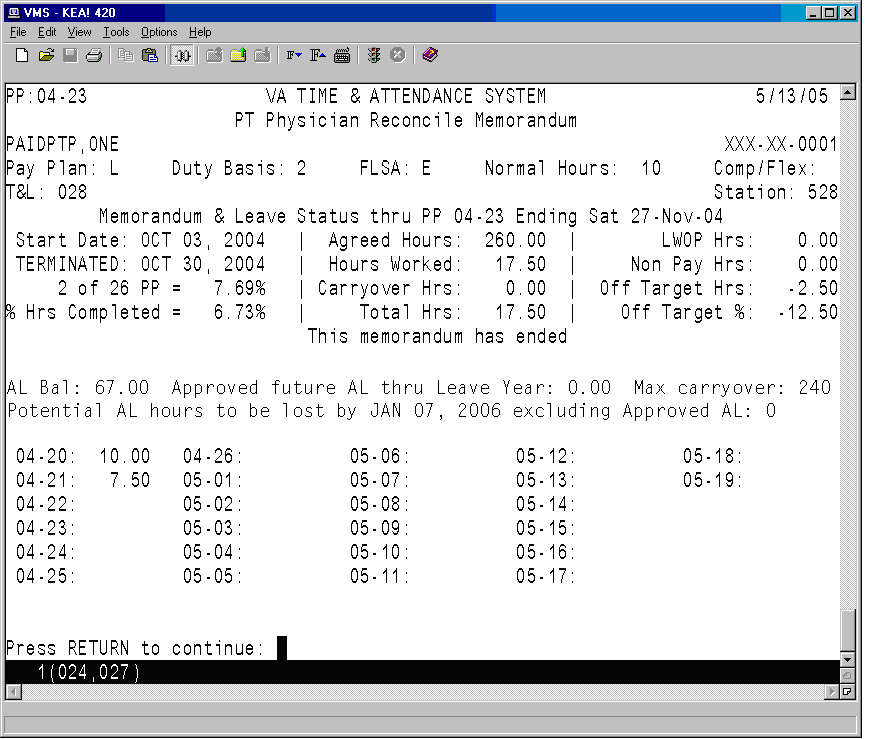 VMS - KEA! 420
File Edit View Tools Options Help
PP:04-23 VA TIME & ATTENDANCE SYSTEM 5/13/05
PT Physician Reconcile Memorandum
PAIDPTP,ONE XXX-XX-0001
Pay Plan: L Duty Basis: 2 FLSA: E Normal Hours: 10 Comp/Flex:
T&L: 028 Station: 528
Memorandum & Leave Status thru PP 04-23 Ending Sat 27-Nov-04
Start Date: OCT 03, 2004 | Agreed Hours: 260.00 | LWOP Hrs: 0.00
TERMINATED: OCT 30, 2004 | Hours Worked: 17.50 | Non Pay Hrs: 0.00
2 of 26 PP = 7.69% | Carryover Hrs: 0.00 | Off Target Hrs: -2.50
% Hrs Completed = 6.73% | Total Hrs: 17.50 | Off Target %: -12.50
This memorandum has ended
AL Bal: 67.00 Approved future AL thru Leave Year: 0.00 Max carryover: 240
Potential AL hours to be lost by JAN 07, 2006 excluding Approved AL: 0
04-20: 10.00 04-26: 05-06: 05-12: 05-18:
04-21: 7.50 05-01: 05-07: 05-13: 05-19:
04-22: 05-02: 05-08: 05-14:
04-23: 05-03: 05-09: 05-15:
04-24: 05-04: 05-10: 05-16:
04-25: 05-05: 05-11: 05-17:
Press RETURN to continue:
1(024,027)